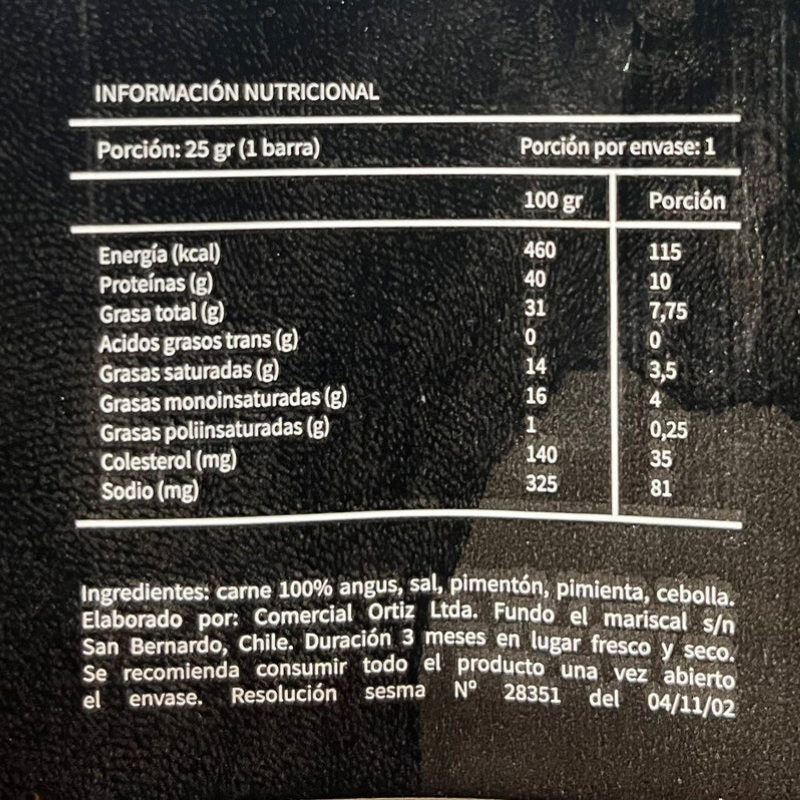 INFORMACIÓN NUTRICIONAL
Porción: 25 gr (1 barra) Porción por envase: 1
100 gr Porción
Energía (kcal) 460 115
Proteínas (g) 40 10
Grasa total (g) 31 7,75
Acidos grasos trans (g) 0 0
Grasas saturadas (g) 14 3,5
Grasas monoinsaturadas (g) 16 4
Grasas poliinsaturadas (g) 1 0,25
Colesterol (mg) 140 35
Sodio (mg) 325 81
Ingredientes: carne 100% angus, sal, pimentón, pimienta, cebolla.
Elaborado por: Comercial Ortiz Ltda. Fundo el mariscal s/n
San Bernardo, Chile. Duración 3 meses en lugar fresco y seco.
Se recomienda consumir todo el producto una vez abierto
el envase. Resolución sesma N° 28351 del 04/11/02